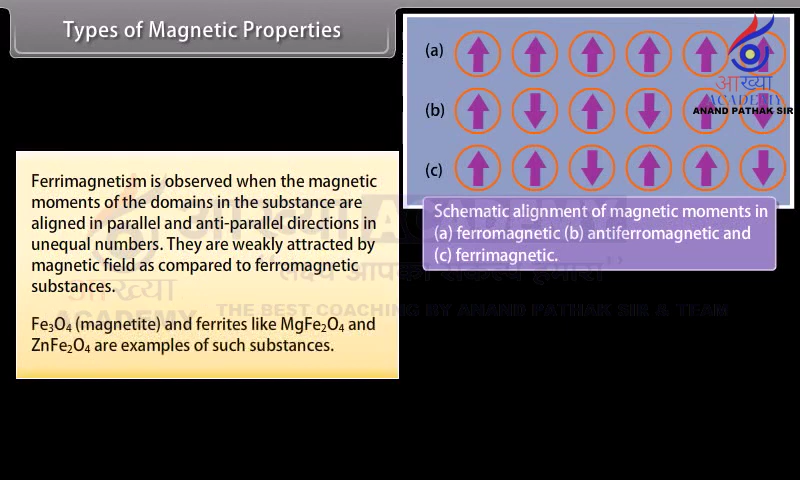 Types of Magnetic Properties
(a)
(b)
(c)
आख्या
ACADEMY
ANAND PATHAK SIR
Schematic alignment of magnetic moments in
(a) ferromagnetic (b) antiferromagnetic and
(c) ferrimagnetic.
Ferrimagnetism is observed when the magnetic
moments of the domains in the substance are
aligned in parallel and anti-parallel directions in
unequal numbers. They are weakly attracted by
magnetic field as compared to ferromagnetic
substances.
Fe₃O₄ (magnetite) and ferrites like MgFe₂O₄ and
ZnFe₂O₄ are examples of such substances.
आख्या ACADEMY
आख्या
ACADEMY
THE BEST COACHING BY ANAND PATHAK SIR & TEAM